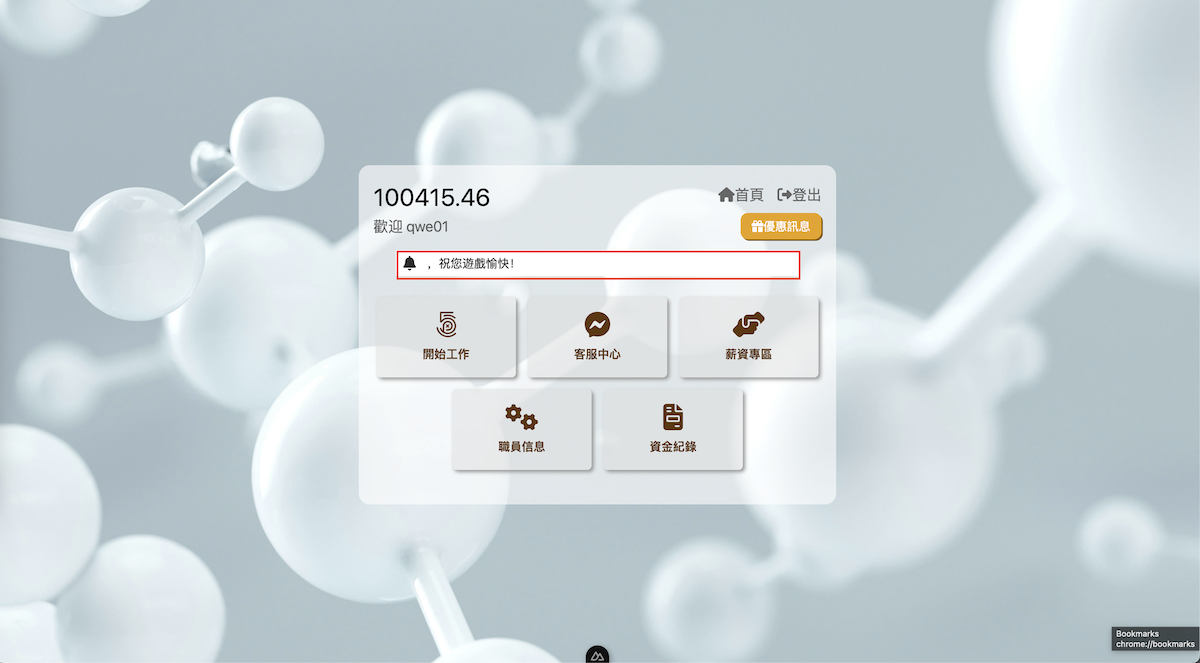 100415.46
首頁 登出
歡迎 qwe01
優惠訊息
，祝您遊戲愉快！
開始工作
客服中心
薪資專區
職員信息
資金紀錄
Bookmarks
chrome://bookmarks